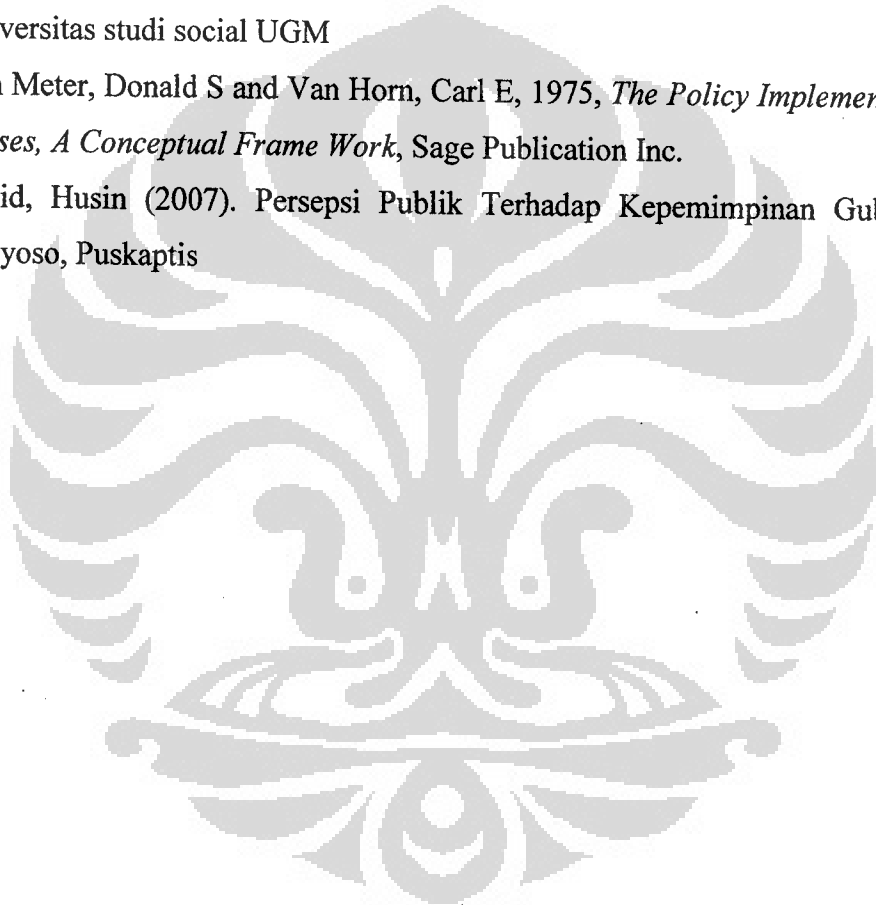 versitas studi social UGM
Meter, Donald S and Van Horn, Carl E, 1975, The Policy Implemen
ses, A Conceptual Frame Work, Sage Publication Inc.
id, Husin (2007). Persepsi Publik Terhadap Kepemimpinan Gu
yoso, Puskaptis